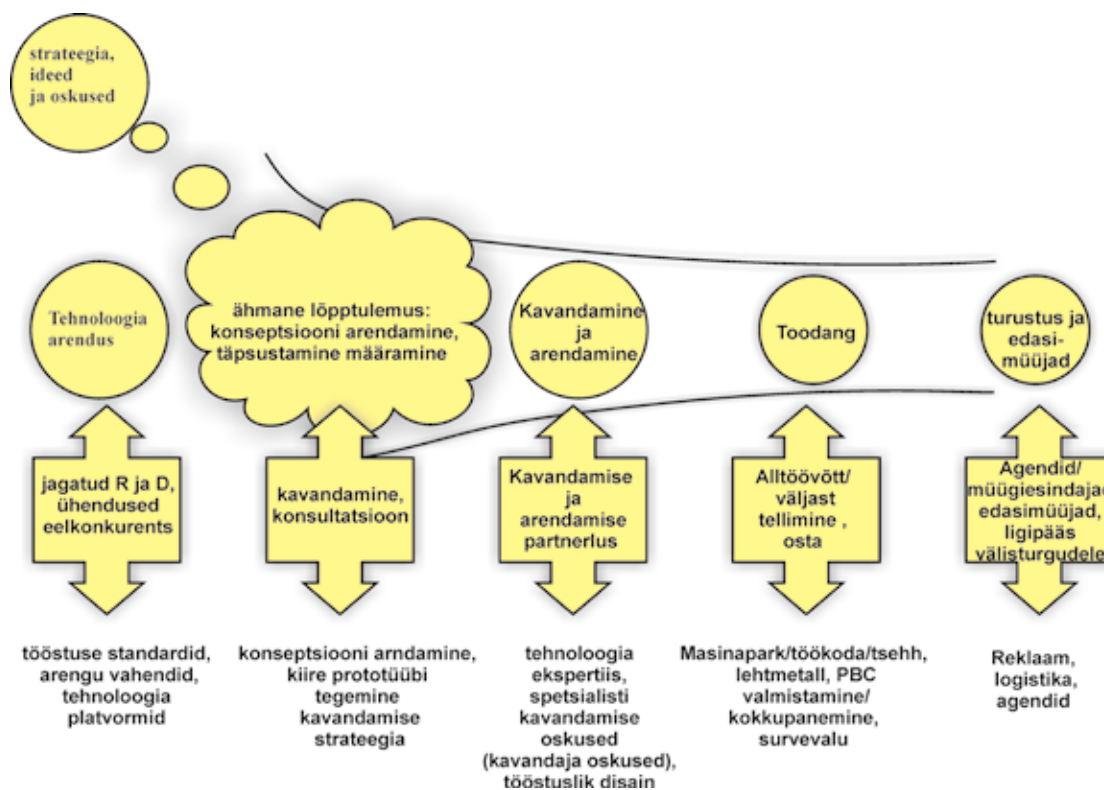 strateegia,
ideed
ja oskused
Tehnoloogia
arendus
ähmane lõpptulemus:
konseptsiooni arendamine,
täpsustamine määramine
Kavandamine
ja
arendamine
Toodang
turustus ja
edasi-
müüjad
jagatud R ja D,
ühendused
eelkonkurents
kavandamine,
konsultatsioon
Kavandamise
ja
arendamise
partnerlus
Alltöövõtt/
väljast
tellimine ,
osta
Agendid/
müügiesindajad
edasimüüjad,
ligipääs
välisturgudele
tööstuse standardid,
arengu vahendid,
tehnoloogia
platvormid
konseptsiooni arndamine,
kiire prototüübi
tegemine
kavandamise
strateegia
tehnoloogia
ekspertiis,
spetsialisti
kavandamise
oskused
(kavandaja oskused),
tööstuslik disain
Masinapark/töökoda/tsehh,
lehtmetall, PBC
valmistamine/
kokkupanemine,
survevalu
Reklaam,
logistika,
agendid